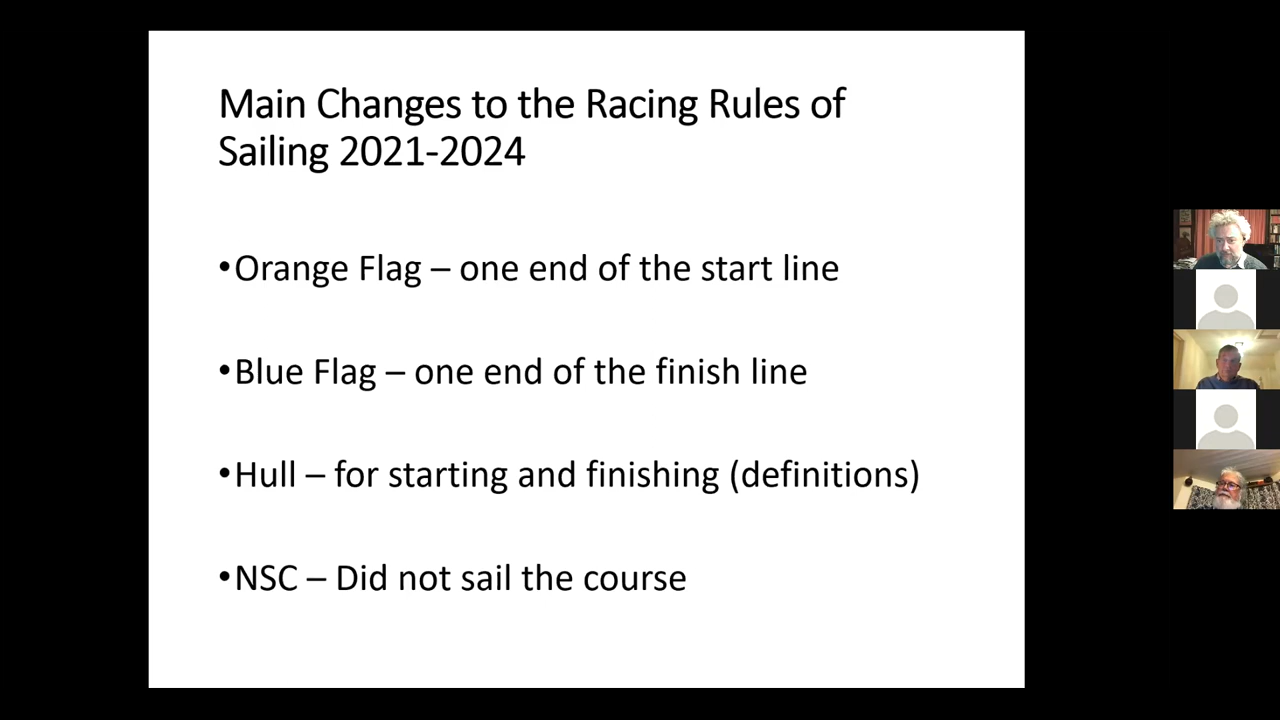 Main Changes to the Racing Rules of
Sailing 2021-2024
•Orange Flag – one end of the start line
•Blue Flag – one end of the finish line
•Hull – for starting and finishing (definitions)
•NSC – Did not sail the course